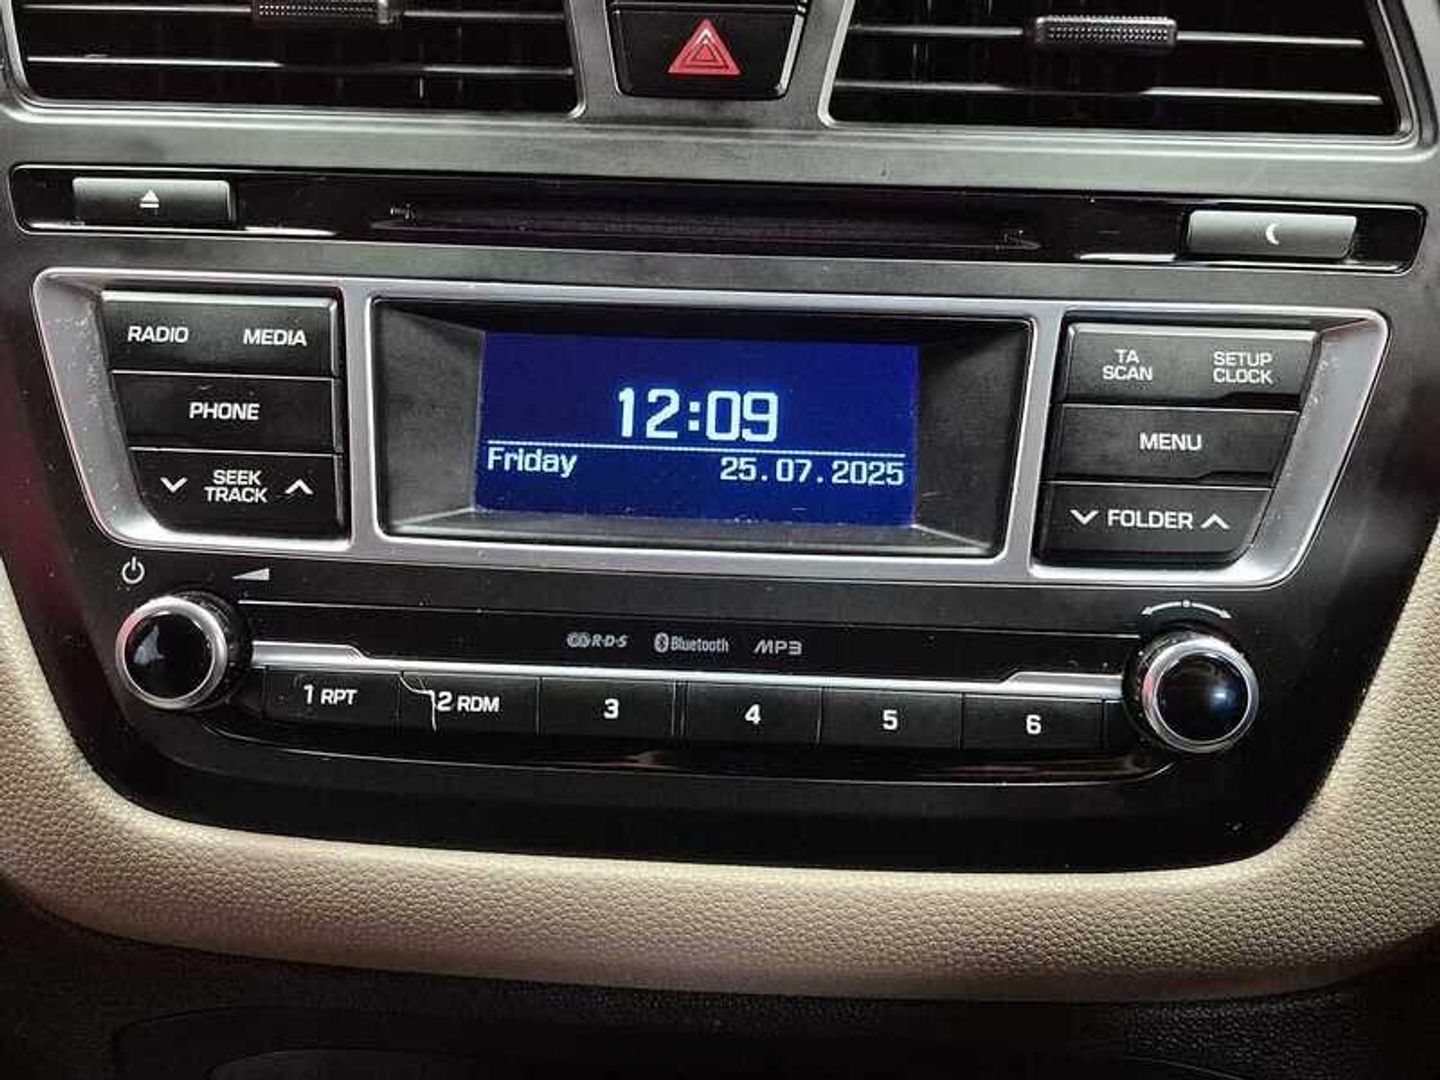 RADIO MEDIA
PHONE
SEEK
TRACK
12:09
Friday 25.07.2025
TA
SCAN
SETUP
CLOCK
MENU
FOLDER
R·D·S Bluetooth MP3
1 RPT 2 RDM 3 4 5 6